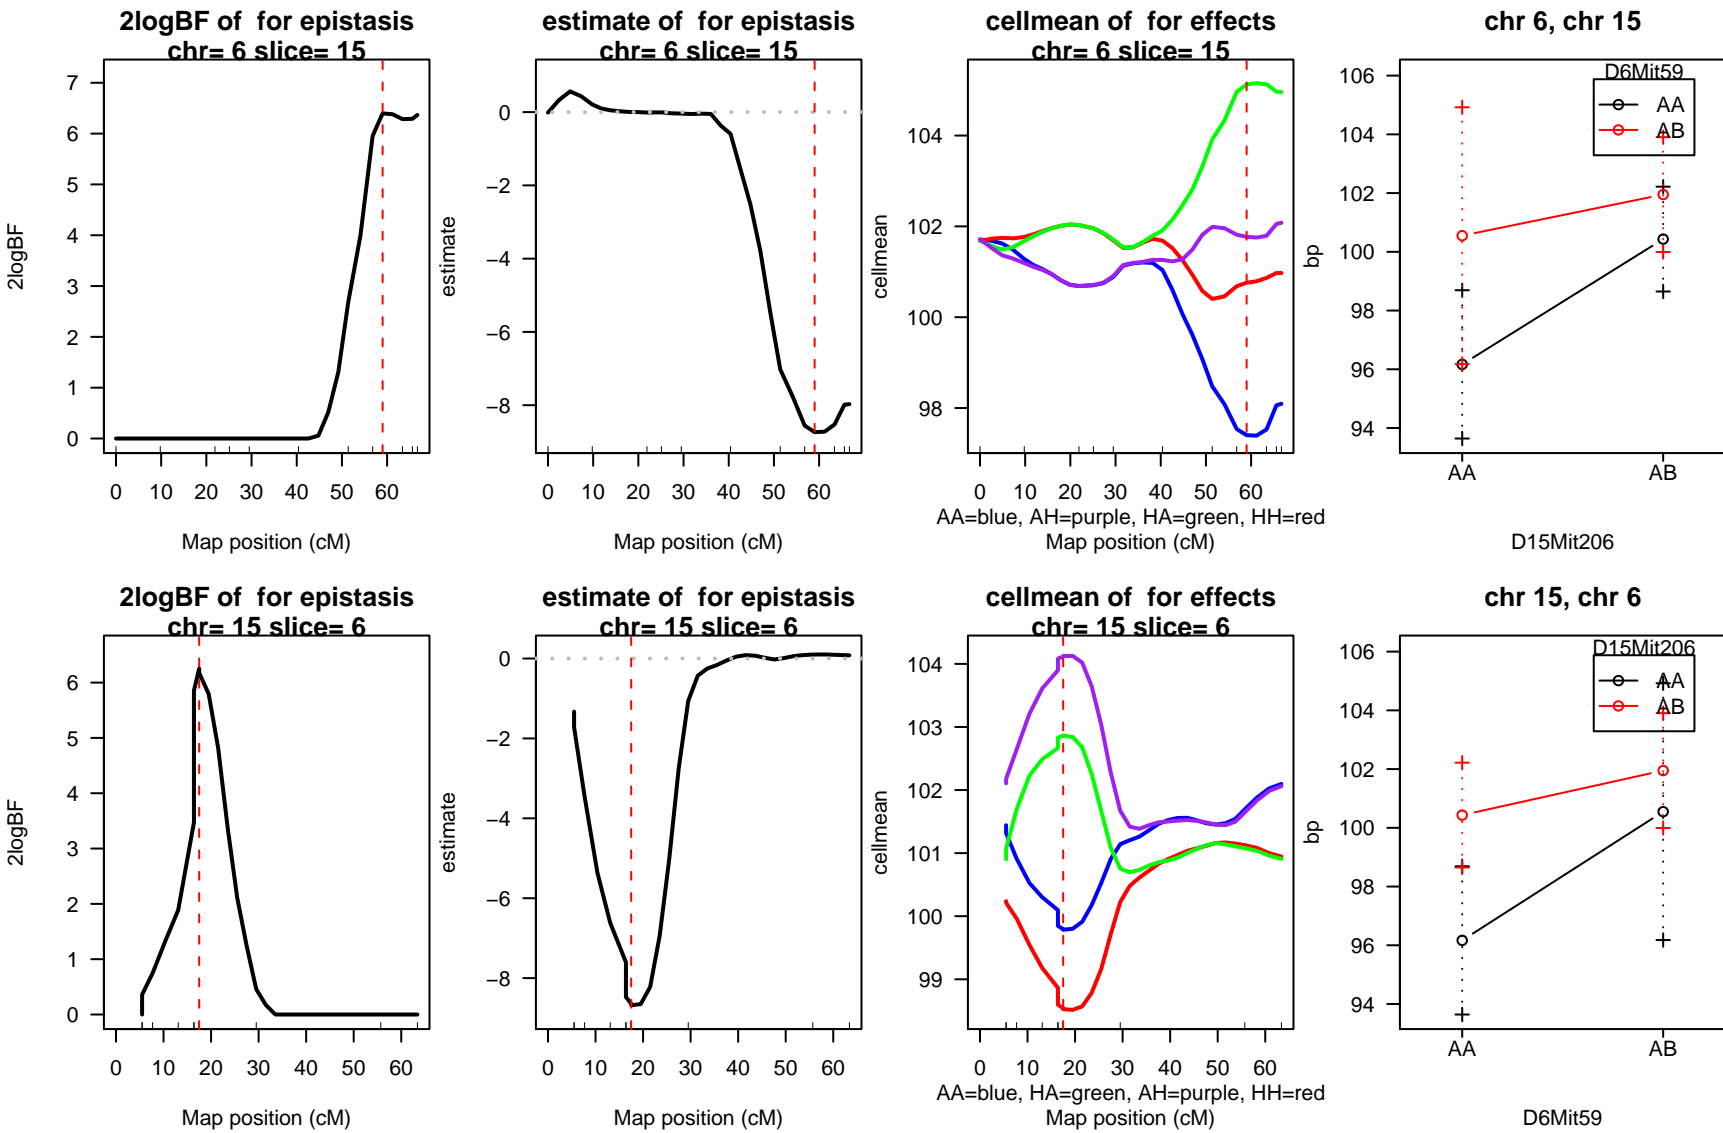 2logBF of  for epistasis
chr= 6 slice= 15
2logBF
7
6
5
4
3
2
1
0
0 10 20 30 40 50 60
Map position (cM)
estimate of  for epistasis
chr= 6 slice= 15
estimate
0
−2
−4
−6
−8
0 10 20 30 40 50 60
Map position (cM)
cellmean of  for effects
chr= 6 slice= 15
cellmean
104
102
100
98
0 10 20 30 40 50 60
AA=blue, AH=purple, HA=green, HH=red
Map position (cM)
chr 6, chr 15
bp
106
104
102
100
98
96
94
D6Mit59
AA
AB
AA AB
D15Mit206
2logBF of  for epistasis
chr= 15 slice= 6
2logBF
6
5
4
3
2
1
0
0 10 20 30 40 50 60
Map position (cM)
estimate of  for epistasis
chr= 15 slice= 6
estimate
0
−2
−4
−6
−8
0 10 20 30 40 50 60
Map position (cM)
cellmean of  for effects
chr= 15 slice= 6
cellmean
104
103
102
101
100
99
0 10 20 30 40 50 60
AA=blue, HA=green, AH=purple, HH=red
Map position (cM)
chr 15, chr 6
bp
106
104
102
100
98
96
94
D15Mit206
AA
AB
AA AB
D6Mit59